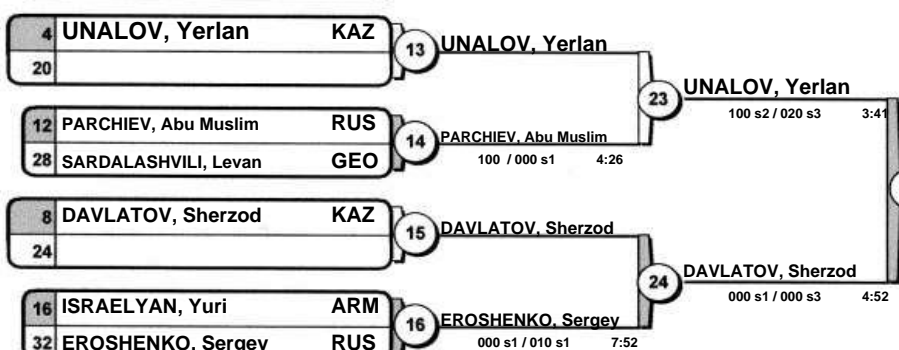 4 UNALOV, Yerlan KAZ
20
13 UNALOV, Yerlan
12 PARCHIEV, Abu Muslim RUS
28 SARDALASHVILI, Levan GEO
14 PARCHIEV, Abu Muslim
100 / 000 s1 4:26
23 UNALOV, Yerlan
100 s2 / 020 s3 3:41
8 DAVLATOV, Sherzod KAZ
24
15 DAVLATOV, Sherzod
16 ISRAELYAN, Yuri ARM
32 EROSHENKO, Sergey RUS
16 EROSHENKO, Sergey
000 s1 / 010 s1 7:52
24 DAVLATOV, Sherzod
000 s1 / 000 s3 4:52